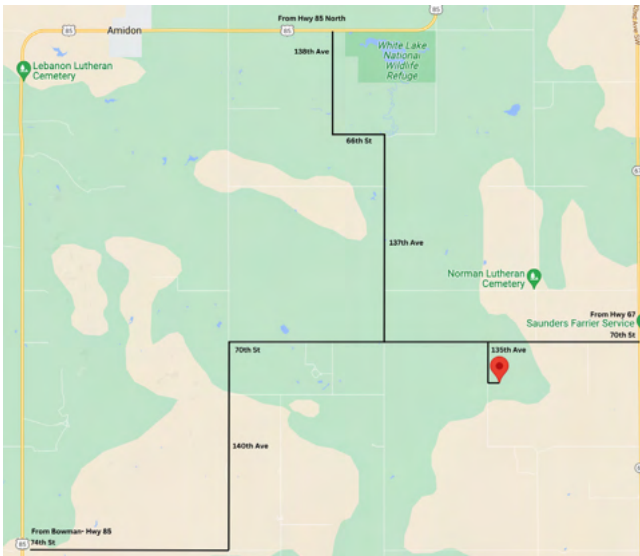 From Hwy 85 North
85
85
85
Amidon
138th Ave
White Lake
National
Wildlife
Refuge
Lebanon Lutheran
Cemetery
66th St
137th Ave
Norman Lutheran
Cemetery
From Hwy 67
Saunders Farrier Service
70th St
70th St
135th Ave
140th Ave
From Bowman- Hwy 85
85
74th St